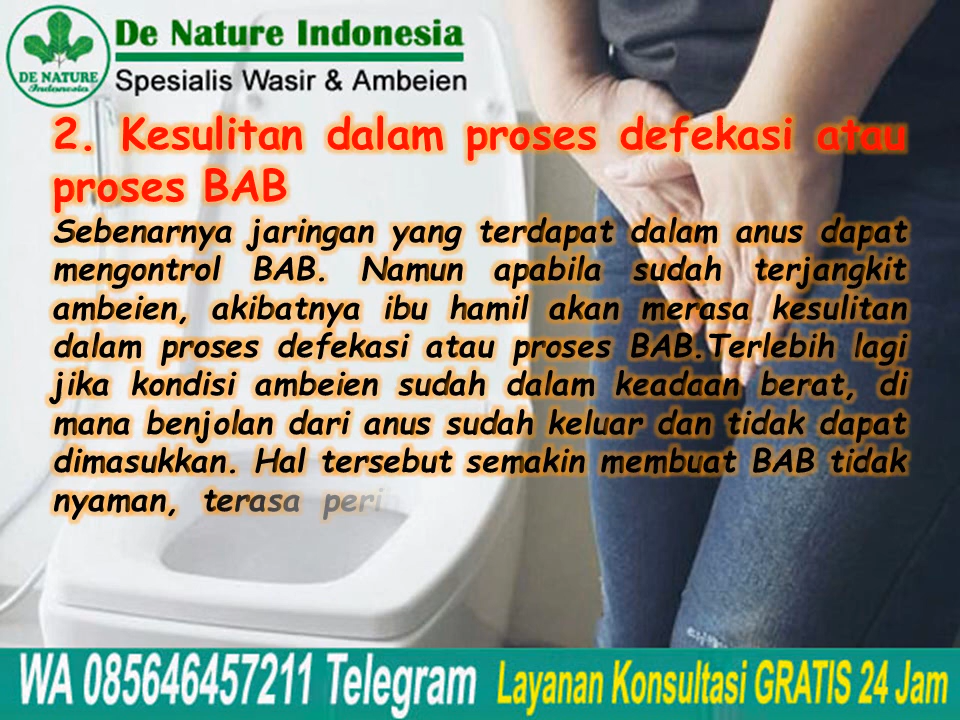 DE NATURE
Indonesia
De Nature Indonesia
Spesialis Wasir & Ambeien
2. Kesulitan dalam proses defekasi atau
proses BAB
Sebenarnya jaringan yang terdapat dalam anus dapat
mengontrol BAB. Namun apabila sudah terjangkit
ambeien, akibatnya ibu hamil akan merasa kesulitan
dalam proses defekasi atau proses BAB.Terlebih lagi
jika kondisi ambeien sudah dalam keadaan berat, di
mana benjolan dari anus sudah keluar dan tidak dapat
dimasukkan. Hal tersebut semakin membuat BAB tidak
nyaman, terasa peri
WA 085646457211 Telegram Layanan Konsultasi GRATIS 24 Jam